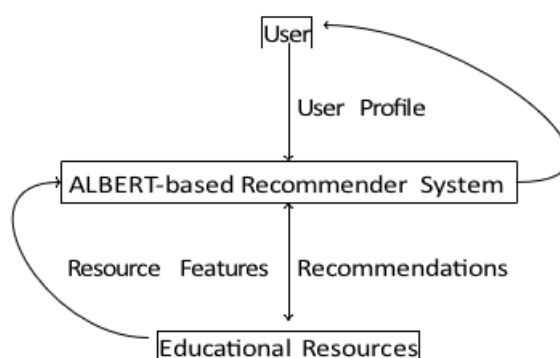 User
User Profile
ALBERT-based Recommender System
Resource Features
Recommendations
Educational Resources